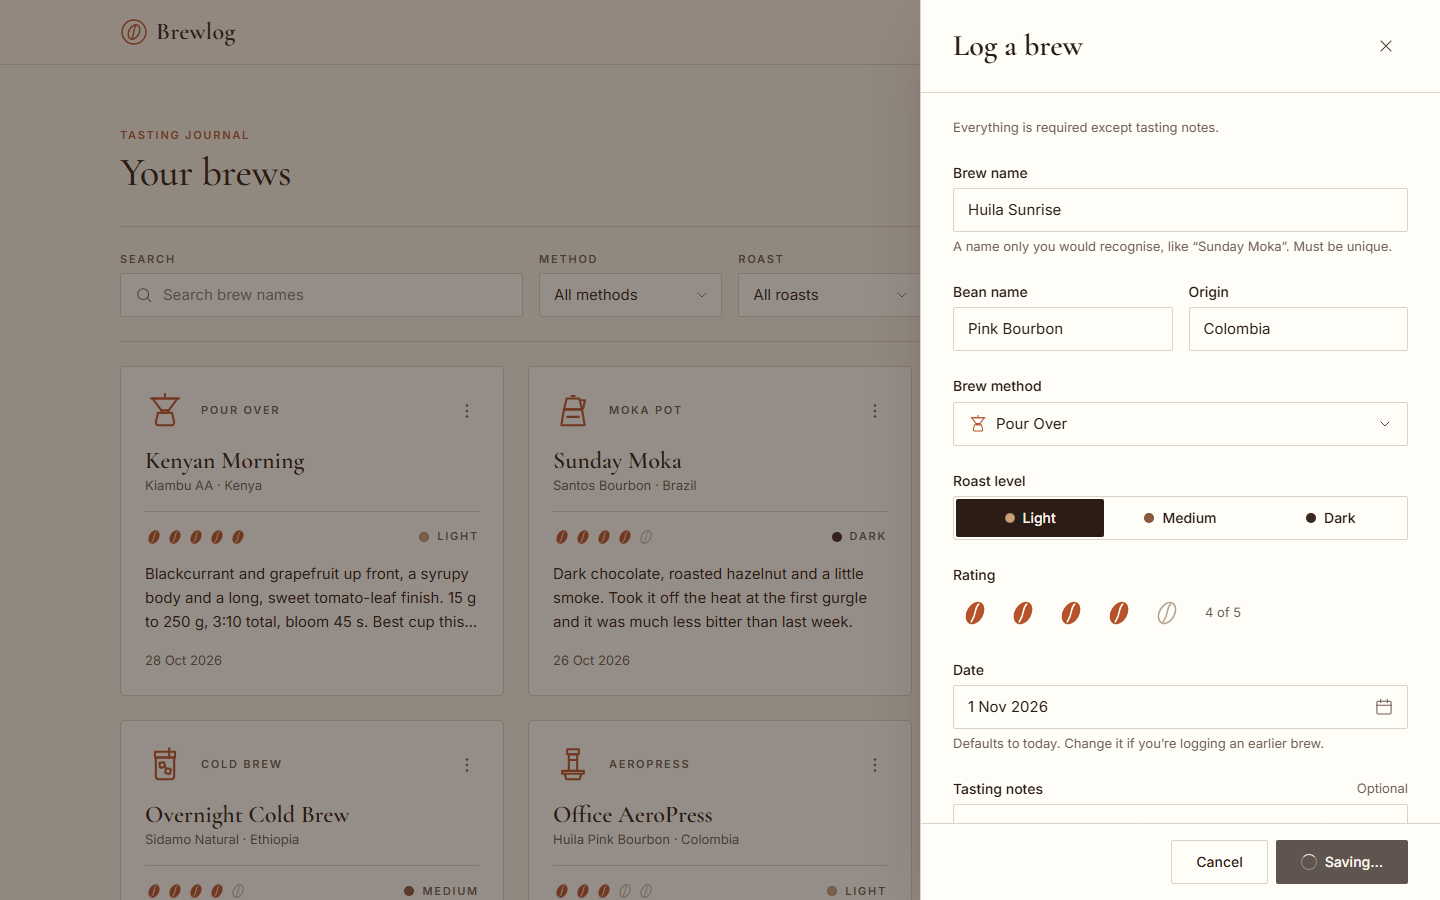 Brewlog
TASTING JOURNAL
Your brews
SEARCH
Search brew names
METHOD
All methods
ROAST
All roasts
POUR OVER
Kenyan Morning
Kiambu AA · Kenya
LIGHT
Blackcurrant and grapefruit up front, a syrupy
body and a long, sweet tomato-leaf finish. 15 g
to 250 g, 3:10 total, bloom 45 s. Best cup this...
28 Oct 2026
MOKA POT
Sunday Moka
Santos Bourbon · Brazil
DARK
Dark chocolate, roasted hazelnut and a little
smoke. Took it off the heat at the first gurgle
and it was much less bitter than last week.
26 Oct 2026
COLD BREW
Overnight Cold Brew
Sidamo Natural · Ethiopia
MEDIUM
AEROPRESS
Office AeroPress
Huila Pink Bourbon · Colombia
LIGHT
Log a brew
Everything is required except tasting notes.
Brew name
Huila Sunrise
A name only you would recognise, like “Sunday Moka”. Must be unique.
Bean name
Pink Bourbon
Origin
Colombia
Brew method
Pour Over
Roast level
Light
Medium
Dark
Rating
4 of 5
Date
1 Nov 2026
Defaults to today. Change it if you’re logging an earlier brew.
Tasting notes
Optional
Cancel
Saving...